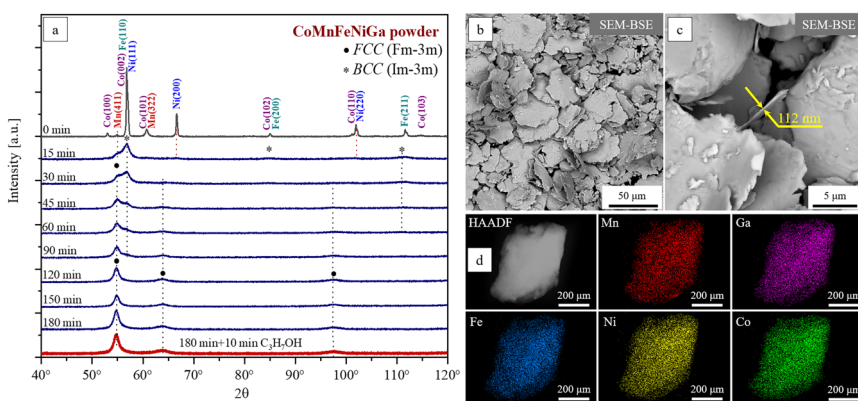 a
CoMnFeNiGa powder
● FCC (Fm-3m)
* BCC (Im-3m)
Co(100)
Mn(411)
Co(002)
Fe(110)
Ni(111)
Co(101)
Mn(322)
Ni(200)
Co(102)
Fe(200)
Co(110)
Ni(220)
Fe(211)
Co(103)
0 min
15 min
30 min
45 min
60 min
90 min
120 min
150 min
180 min
180 min+10 min C₃H₇OH
Intensity [a.u.]
40° 50° 60° 70° 80° 90° 100° 110° 120°
2θ
b
SEM-BSE
50 μm
c
SEM-BSE
112 nm
5 μm
HAADF
d
200 μm
Mn
200 μm
Ga
200 μm
Fe
200 μm
Ni
200 μm
Co
200 μm